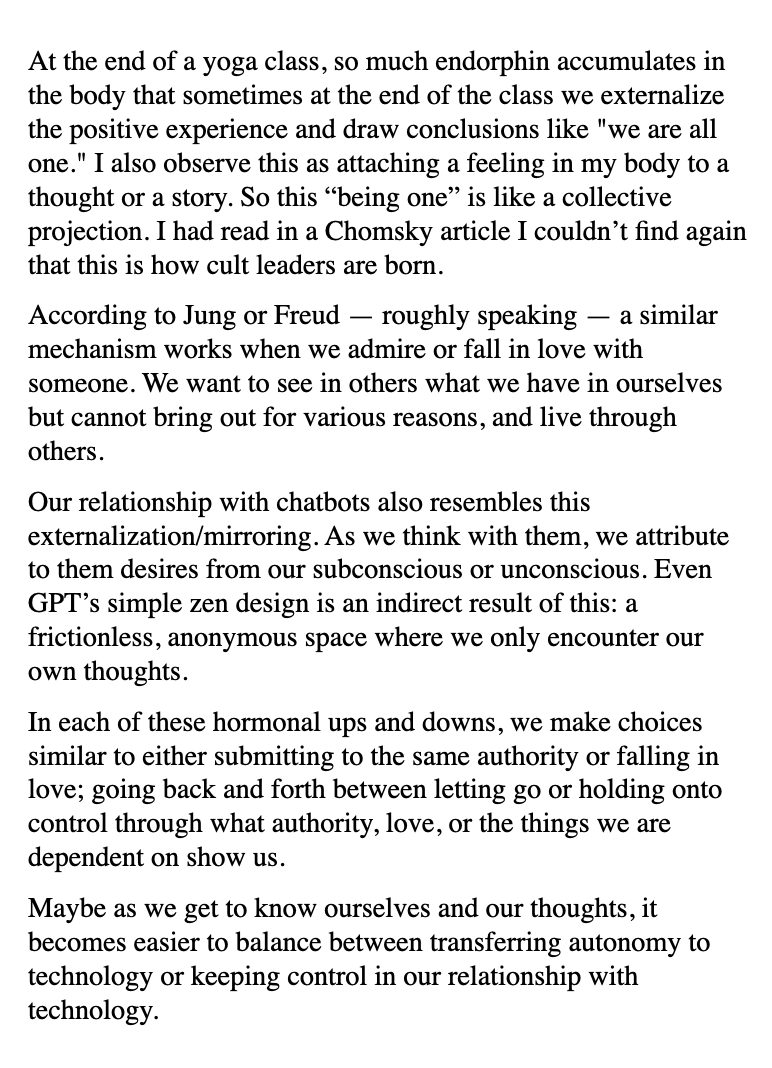 At the end of a yoga class, so much endorphin accumulates in
the body that sometimes at the end of the class we externalize
the positive experience and draw conclusions like "we are all
one." I also observe this as attaching a feeling in my body to a
thought or a story. So this “being one” is like a collective
projection. I had read in a Chomsky article I couldn’t find again
that this is how cult leaders are born.
According to Jung or Freud — roughly speaking — a similar
mechanism works when we admire or fall in love with
someone. We want to see in others what we have in ourselves
but cannot bring out for various reasons, and live through
others.
Our relationship with chatbots also resembles this
externalization/mirroring. As we think with them, we attribute
to them desires from our subconscious or unconscious. Even
GPT’s simple zen design is an indirect result of this: a
frictionless, anonymous space where we only encounter our
own thoughts.
In each of these hormonal ups and downs, we make choices
similar to either submitting to the same authority or falling in
love; going back and forth between letting go or holding onto
control through what authority, love, or the things we are
dependent on show us.
Maybe as we get to know ourselves and our thoughts, it
becomes easier to balance between transferring autonomy to
technology or keeping control in our relationship with
technology.